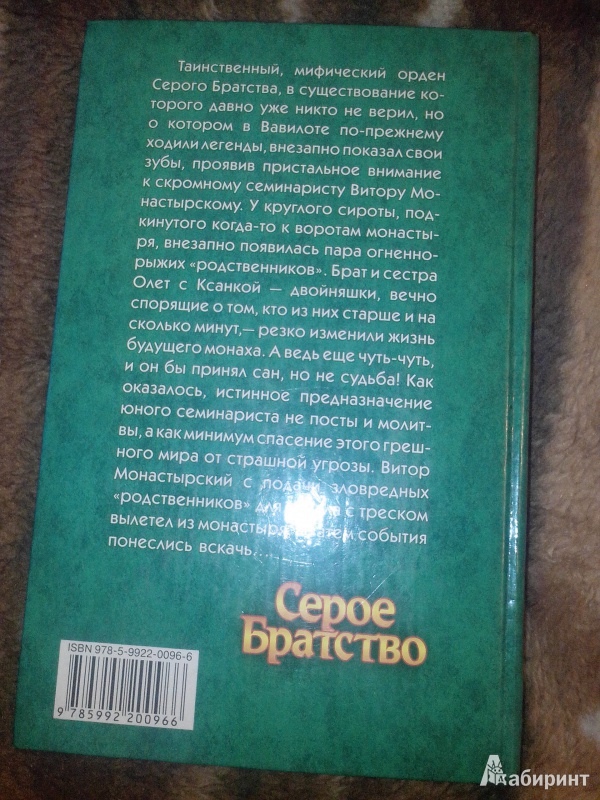 Таинственный, мифический орден
Серого Братства, в существование ко-
торого давно уже никто не верил, но
о котором в Вавилоте по-прежнему
ходили легенды, внезапно показал свои
зубы, проявив пристальное внимание
к скромному семинаристу Витору Мо-
настырскому. У круглого сироты, под-
кинутого когда-то к воротам монасты-
ря, внезапно появилась пара огненно-
рыжих «родственников». Брат и сестра
Олет с Ксанкой — двойняшки, вечно
спорящие о том, кто из них старше и на
сколько минут,— резко изменили жизнь
будущего монаха. А ведь еще чуть-чуть,
и он бы принял сан, но не судьба! Как
оказалось, истинное предназначение
юного семинариста не посты и молит-
вы, а как минимум спасение этого греш-
ного мира от страшной угрозы. Витор
Монастырский с подачи зловредных
«родственников» для с треском
вылетел из монастыря, события
понеслись вскачь...
Серое
Братство
ISBN 978-5-9922-0096-6
9 785992 200966
Лабиринт